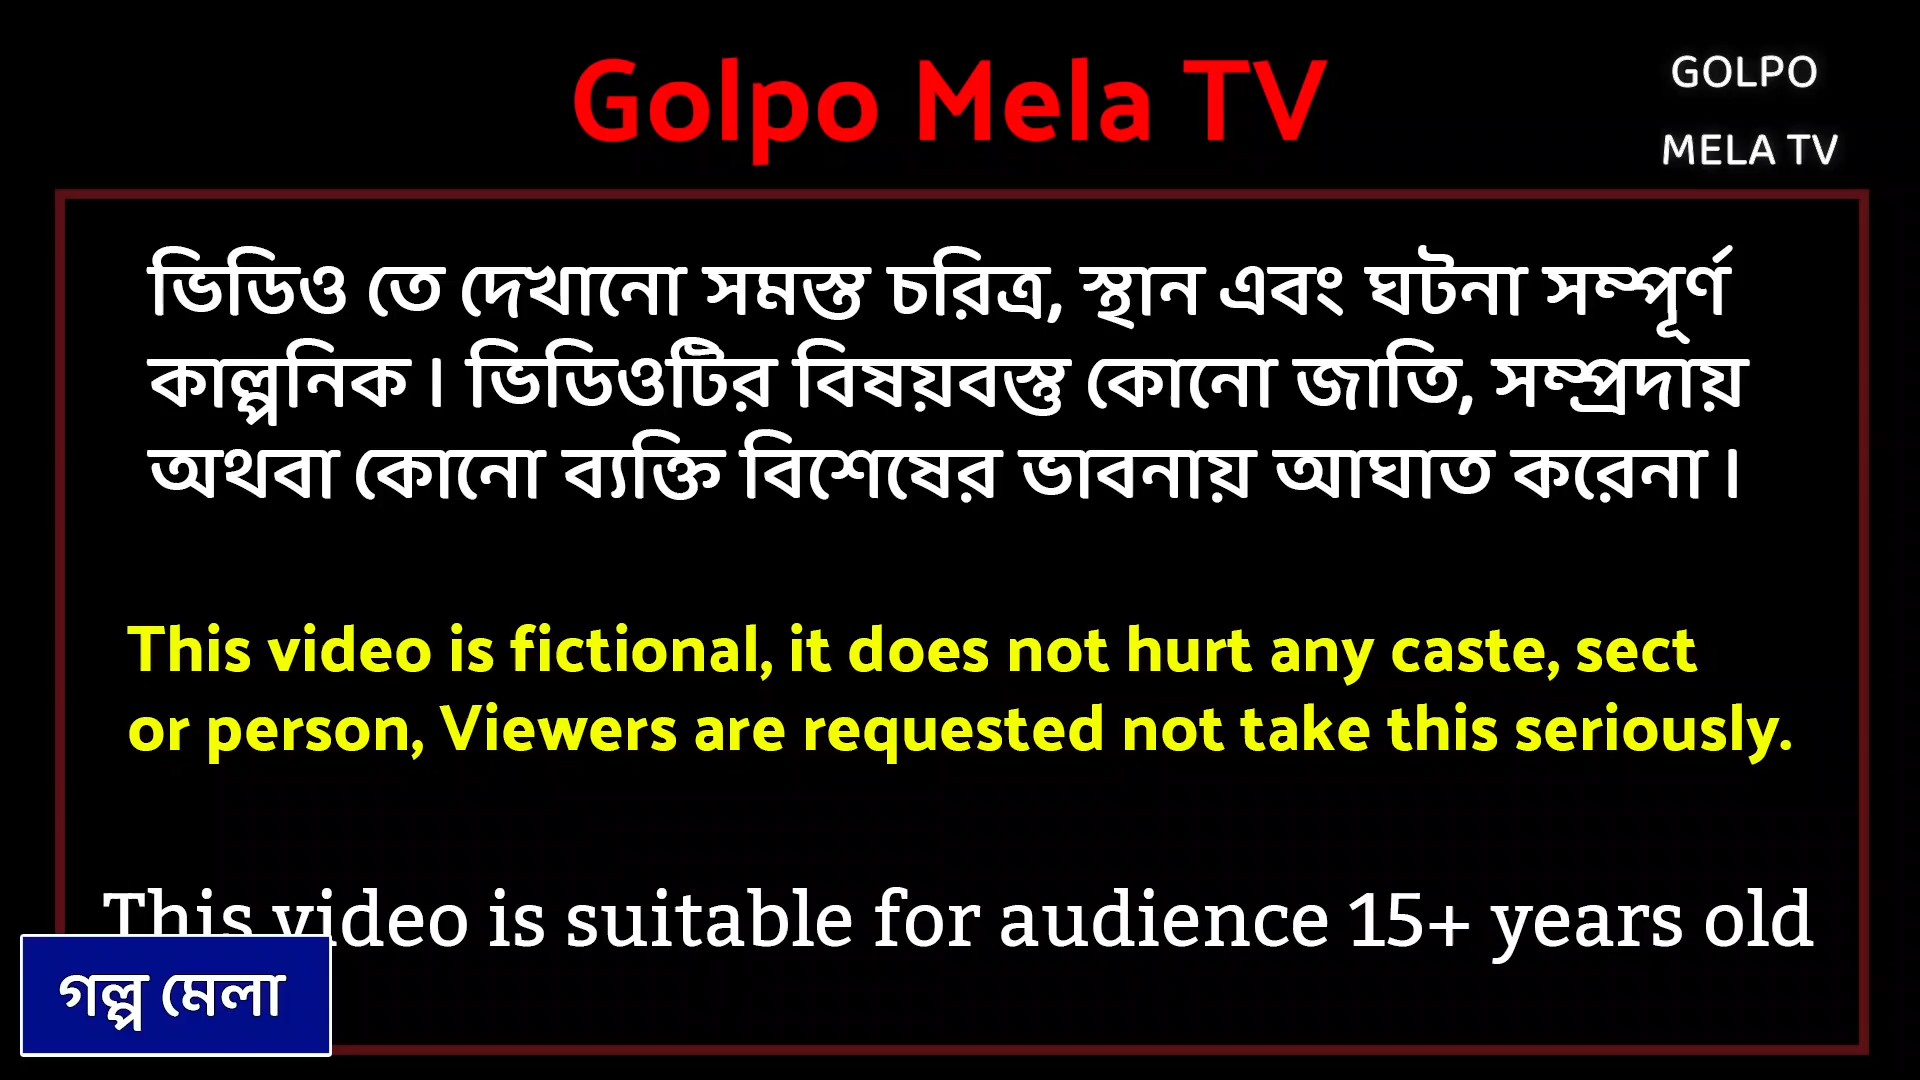 Golpo Mela TV
GOLPO
MELA TV
ভিডিও তে দেখানো সমস্ত চরিত্র, স্থান এবং ঘটনা সম্পূর্ণ
কাল্পনিক। ভিডিওটির বিষয়বস্তু কোনো জাতি, সম্প্রদায়
অথবা কোনো ব্যক্তি বিশেষের ভাবনায় আঘাত করেনা।
This video is fictional, it does not hurt any caste, sect
or person, Viewers are requested not take this seriously.
This video is suitable for audience 15+ years old
গল্প মেলা